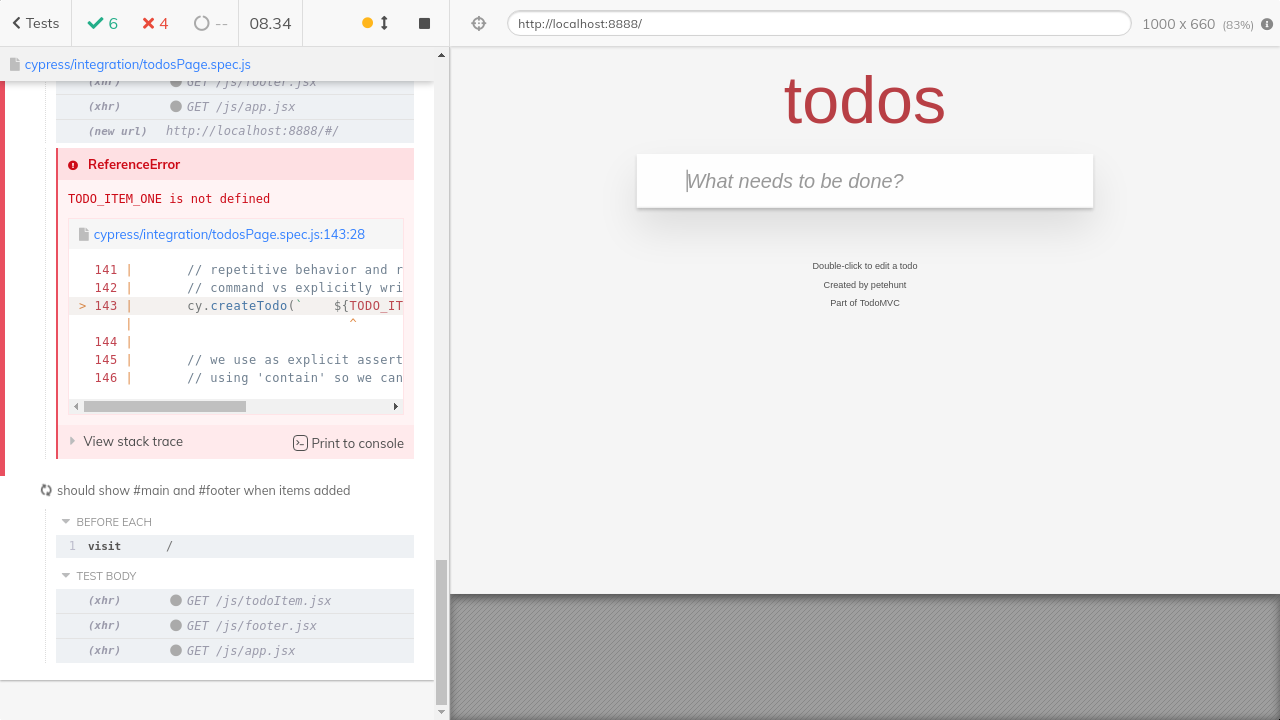 Tests 6 4 -- 08.34
http://localhost:8888/ 1000 x 660 (83%)
cypress/integration/todosPage.spec.js
(xhr) GET /js/footer.jsx
(xhr) GET /js/app.jsx
(new url) http://localhost:8888/#/
ReferenceError
TODO_ITEM_ONE is not defined
cypress/integration/todosPage.spec.js:143:28
141 | // repetitive behavior and r
142 | // command vs explicitly wri
> 143 | cy.createTodo(` ${TODO_IT
| ^
144 |
145 | // we use as explicit assert
146 | // using 'contain' so we can
View stack trace Print to console
should show #main and #footer when items added
BEFORE EACH
1 visit /
TEST BODY
(xhr) GET /js/todoItem.jsx
(xhr) GET /js/footer.jsx
(xhr) GET /js/app.jsx
todos
What needs to be done?
Double-click to edit a todo
Created by petehunt
Part of TodoMVC